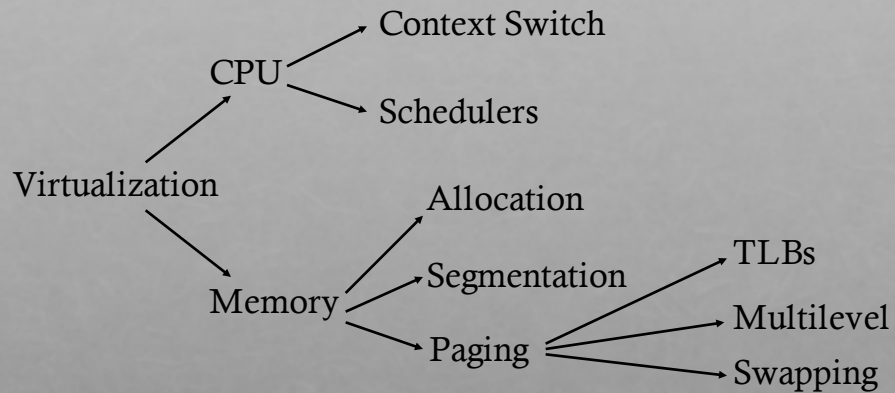 Context Switch
CPU
Schedulers
Virtualization
Allocation
TLBs
Segmentation
Memory
Multilevel
Paging
Swapping